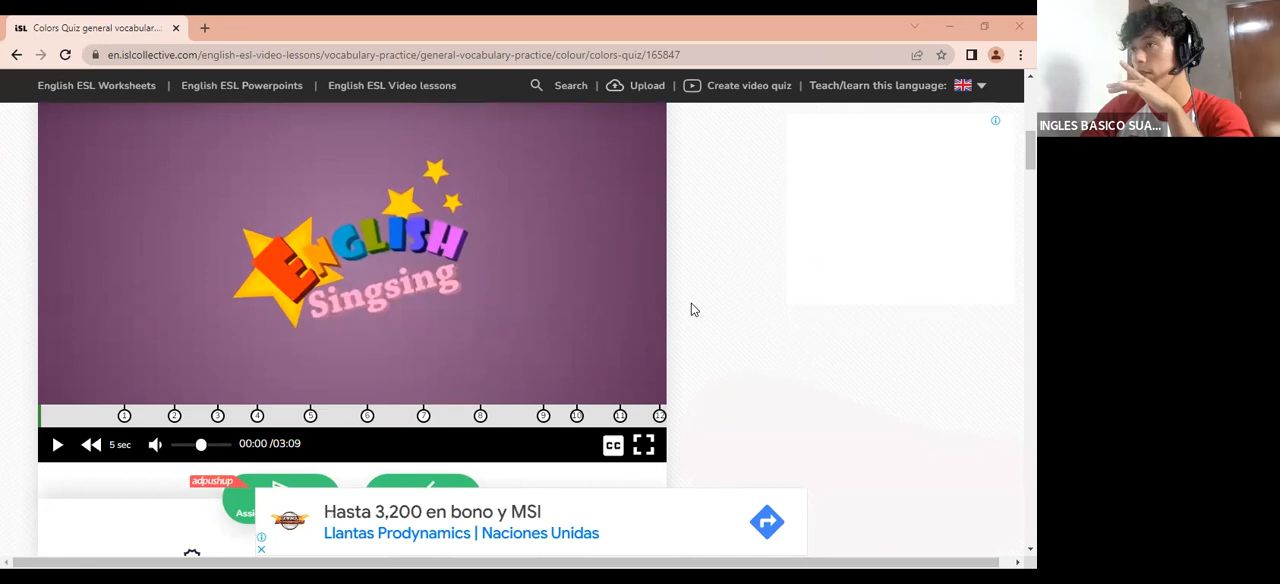 iSL Colors Quiz general vocabular...
en.islcollective.com/english-esl-video-lessons/vocabulary-practice/general-vocabulary-practice/colour/colors-quiz/165847
English ESL Worksheets | English ESL Powerpoints | English ESL Video lessons Search | Upload | Create video quiz | Teach/learn this language:
INGLES BASICO SUA...
ENGLISH
Singsing
1 2 3 4 5 6 7 8 9 10 11 12
5 sec 00:00 /03:09 CC
adpushup
Assi
Hasta 3,200 en bono y MSI
Llantas Prodynamics | Naciones Unidas